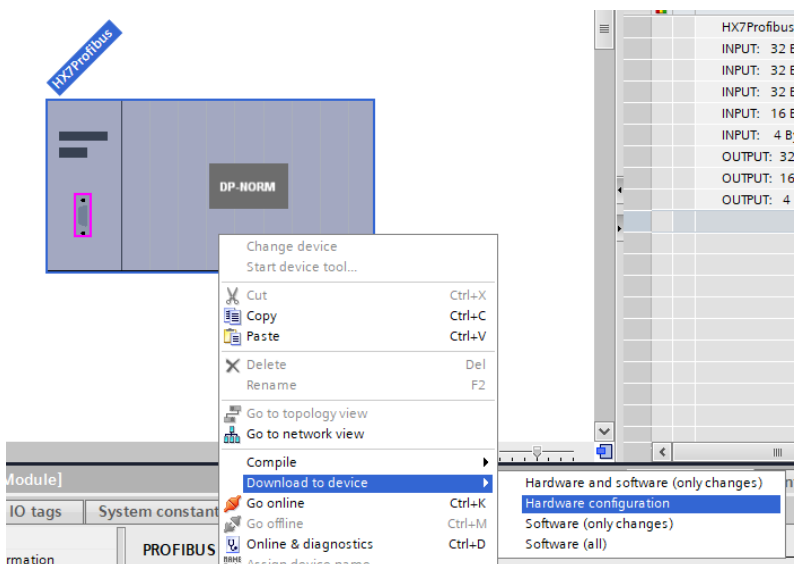 HX7Profibus
DP-NORM
HX7Profibus
INPUT: 32
INPUT: 32
INPUT: 32
INPUT: 16
INPUT: 4
OUTPUT: 32
OUTPUT: 16
OUTPUT: 4
Change device
Start device tool...
Cut Ctrl+X
Copy Ctrl+C
Paste Ctrl+V
Delete Del
Rename F2
Go to topology view
Go to network view
Compile
Download to device
Go online Ctrl+K
Go offline Ctrl+M
Online & diagnostics Ctrl+D
Assign device name
Hardware and software (only changes)
Hardware configuration
Software (only changes)
Software (all)
Module]
IO tags System constant
PROFIBUS
rmation